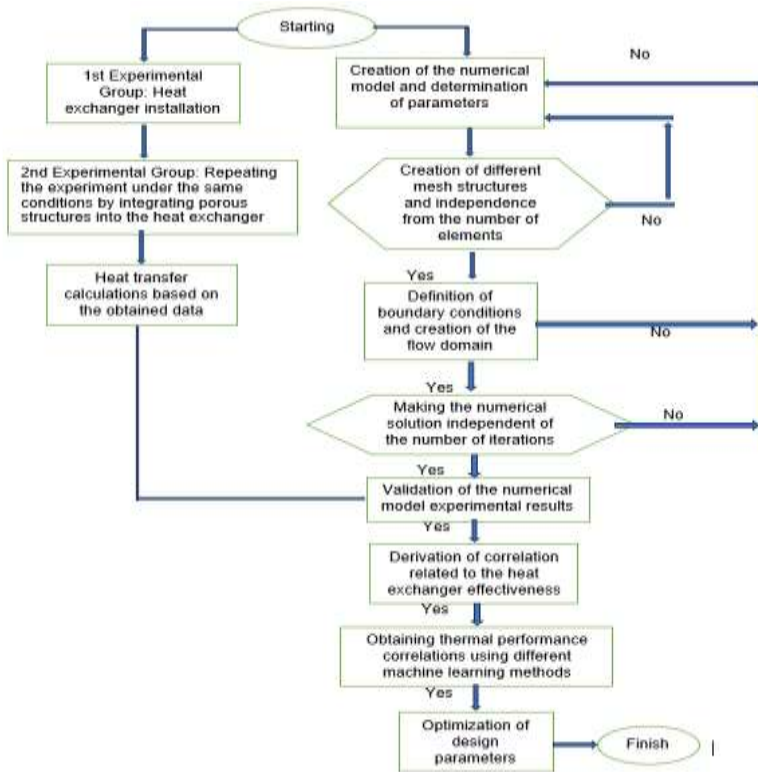 Starting
1st Experimental
Group: Heat
exchanger installation
2nd Experimental Group: Repeating
the experiment under the same
conditions by integrating porous
structures into the heat exchanger
Heat transfer
calculations based on
the obtained data
Creation of the numerical
model and determination
of parameters
No
Creation of different
mesh structures
and independence
from the number of
elements
No
Yes
Definition of
boundary conditions
and creation of the
flow domain
No
Yes
Making the numerical
solution independent of
the number of iterations
No
Yes
Validation of the numerical
model experimental results
Yes
Derivation of correlation
related to the heat
exchanger effectiveness
Yes
Obtaining thermal performance
correlations using different
machine learning methods
Yes
Optimization of
design
parameters
Finish